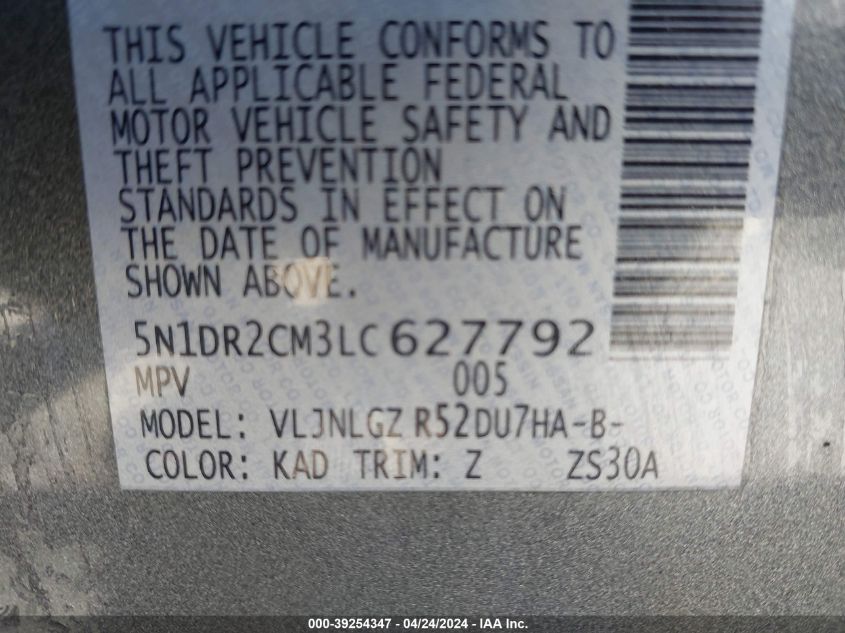 THIS VEHICLE CONFORMS TO
ALL APPLICABLE FEDERAL
MOTOR VEHICLE SAFETY AND
THEFT PREVENTION
STANDARDS IN EFFECT ON
THE DATE OF MANUFACTURE
SHOWN ABOVE.
5N1DR2CM3LC627792
MPV 005
MODEL: VLJNLGZ R52DU7HA-B-
COLOR: KAD TRIM: Z ZS30A
000-39254347 - 04/24/2024 - IAA Inc.